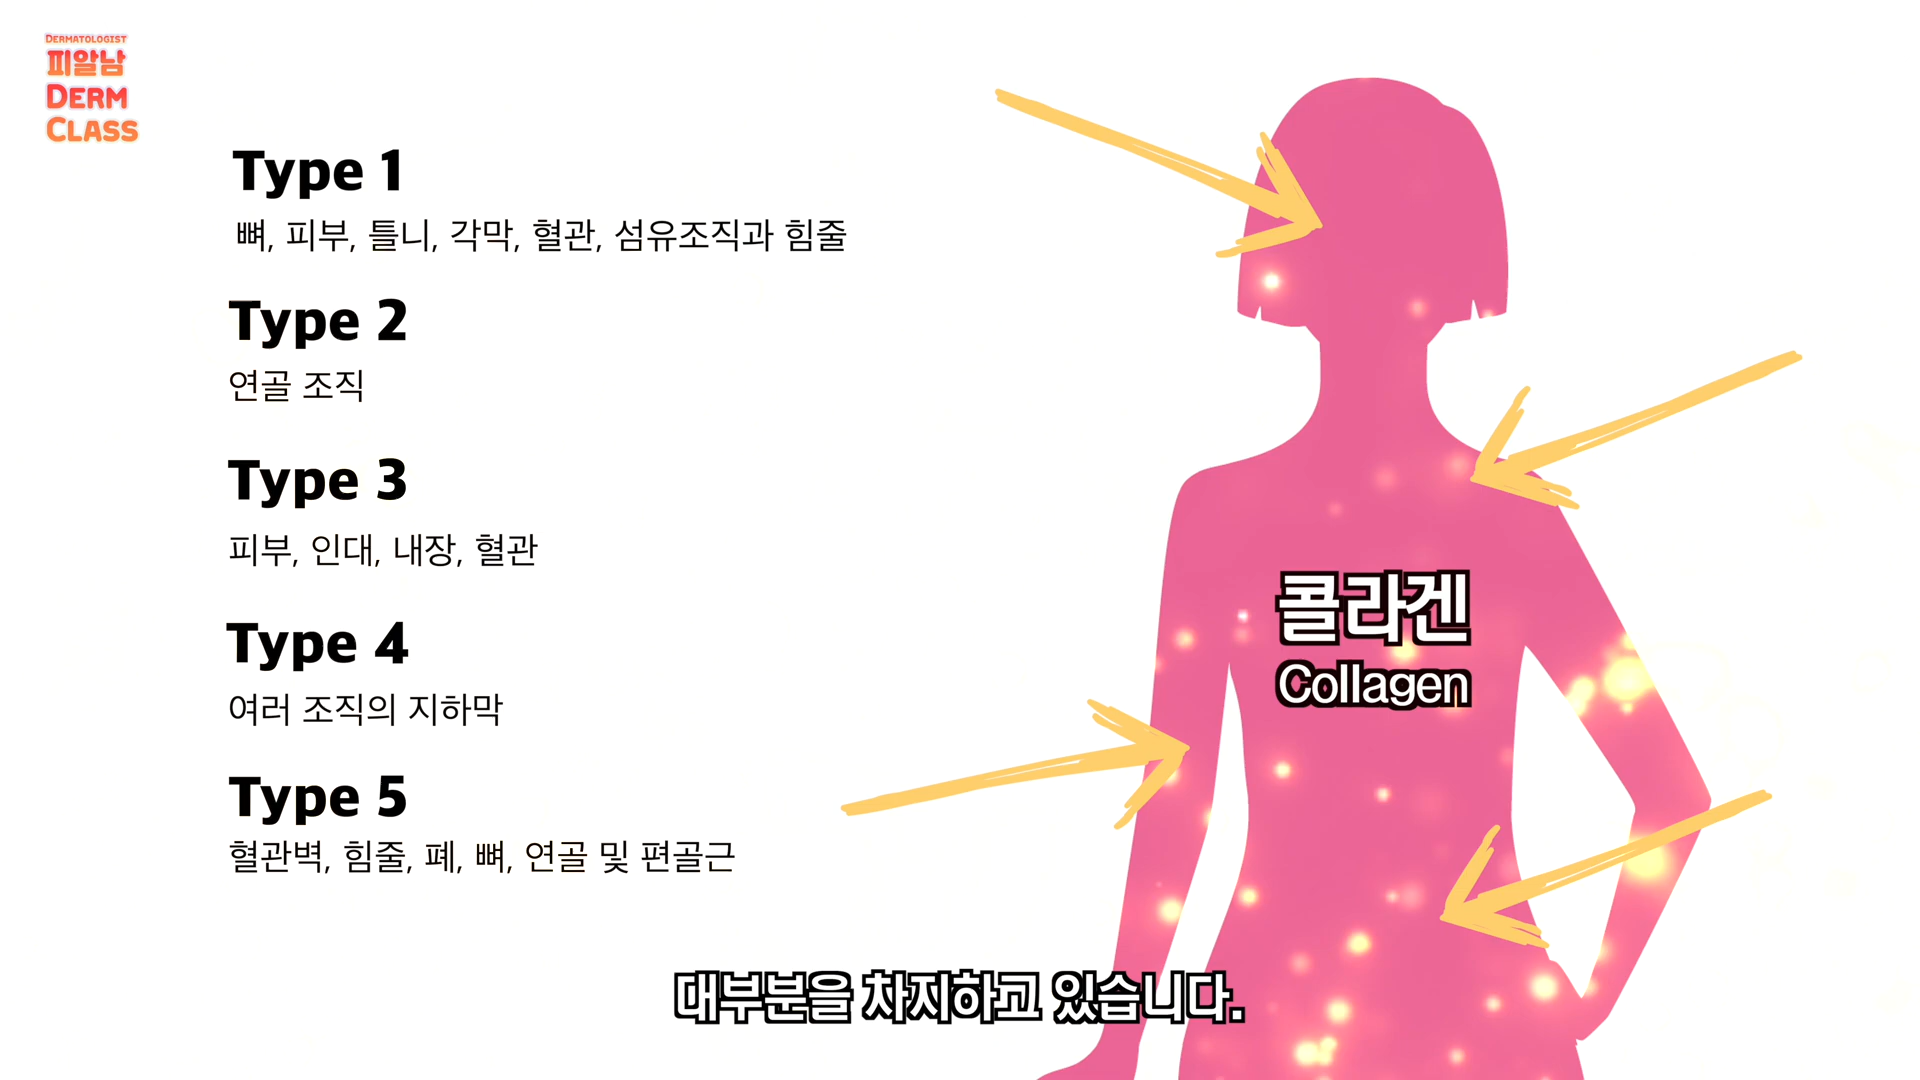 DERMATOLOGIST
피알남
DERM
CLASS
Type 1
뼈, 피부, 틀니, 각막, 혈관, 섬유조직과 힘줄
Type 2
연골 조직
Type 3
피부, 인대, 내장, 혈관
Type 4
여러 조직의 지하막
Type 5
혈관벽, 힘줄, 폐, 뼈, 연골 및 편골근
콜라겐
Collagen
대부분을 차지하고 있습니다.